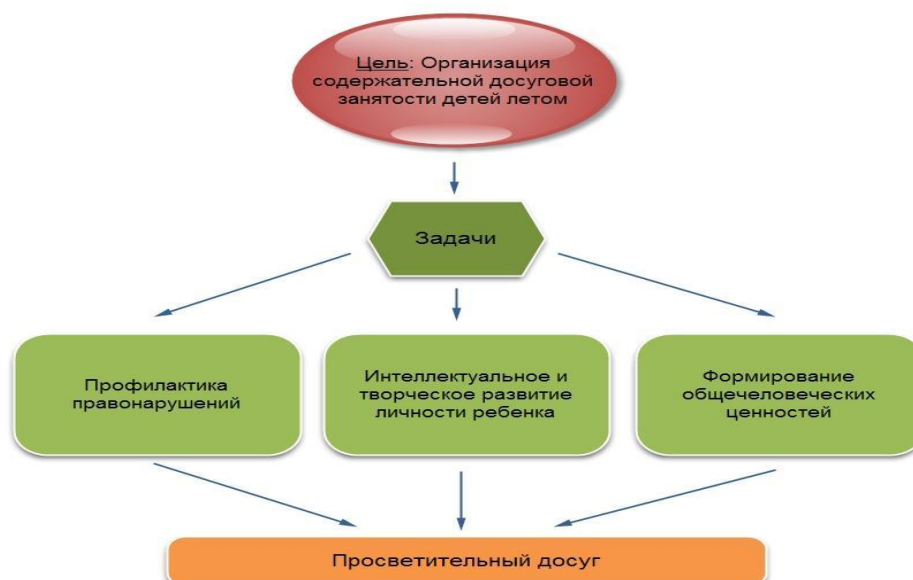 Цель: Организация
содержательной досуговой
занятости детей летом
Задачи
Профилактика
правонарушений
Интеллектуальное и
творческое развитие
личности ребенка
Формирование
общечеловеческих
ценностей
Просветительный досуг